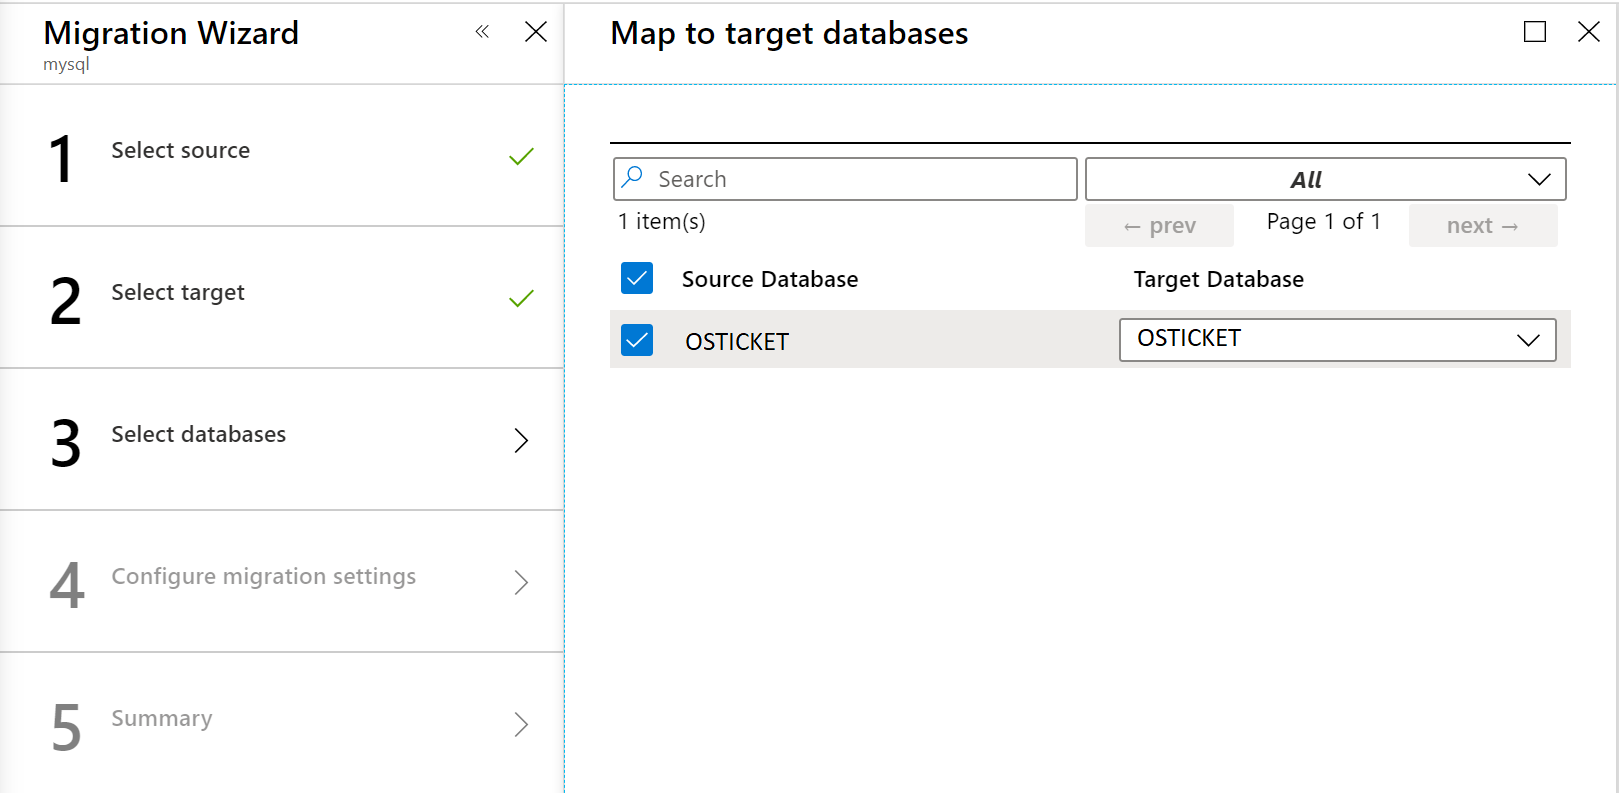 Migration Wizard
mysql
1 Select source
2 Select target
3 Select databases
4 Configure migration settings
5 Summary
Map to target databases
Search
All
1 item(s)
← prev
Page 1 of 1
next →
Source Database
Target Database
OSTICKET
OSTICKET